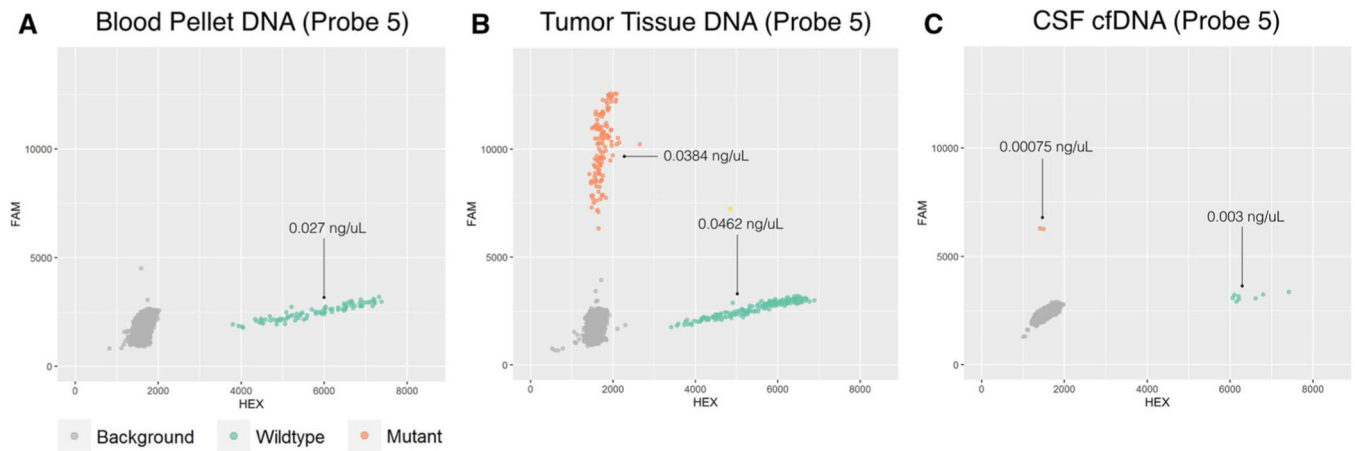 A
Blood Pellet DNA (Probe 5)
10000
5000
0
FAM
0.027 ng/uL
0
2000
4000
6000
8000
HEX
B
Tumor Tissue DNA (Probe 5)
10000
5000
0
FAM
0.0384 ng/uL
0.0462 ng/uL
0
2000
4000
6000
8000
HEX
C
CSF cfDNA (Probe 5)
10000
5000
0
FAM
0.00075 ng/uL
0.003 ng/uL
0
2000
4000
6000
8000
HEX
Background
Wildtype
Mutant